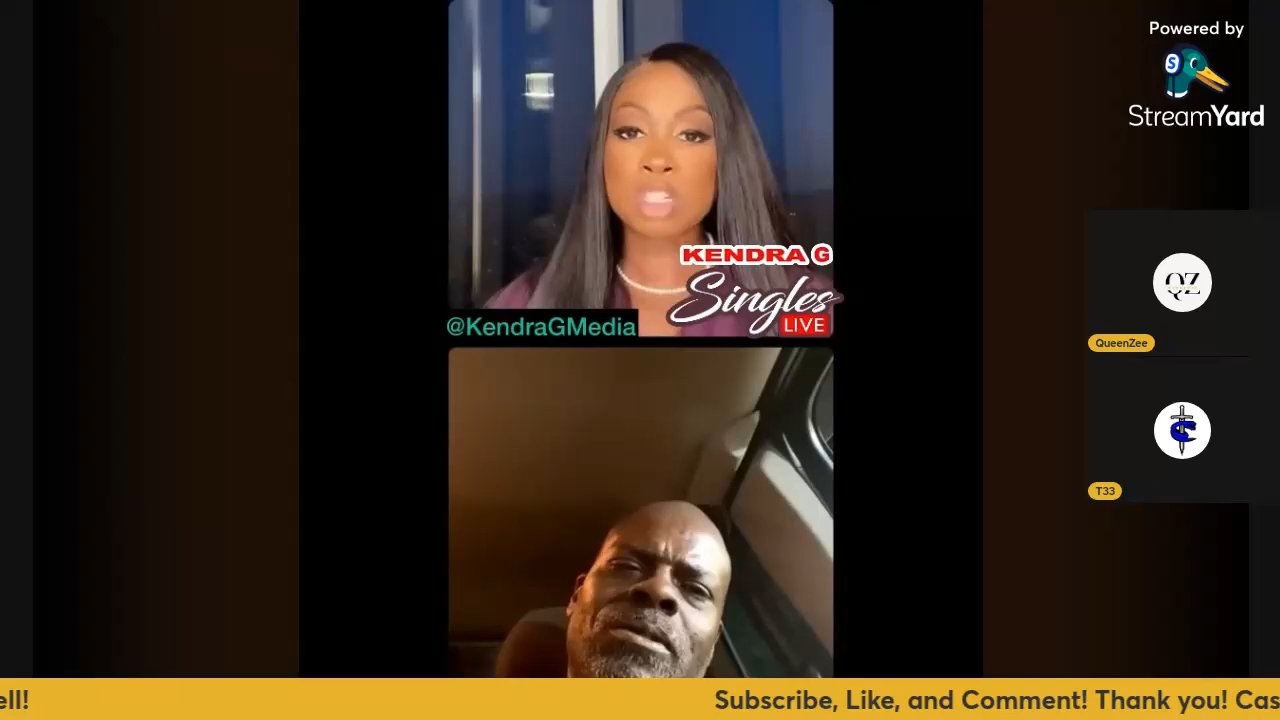 Powered by
StreamYard
KENDRA G
Singles
LIVE
@KendraGMedia
S
QZ
QueenZee
T33
ell!
Subscribe, Like, and Comment! Thank you! Cas